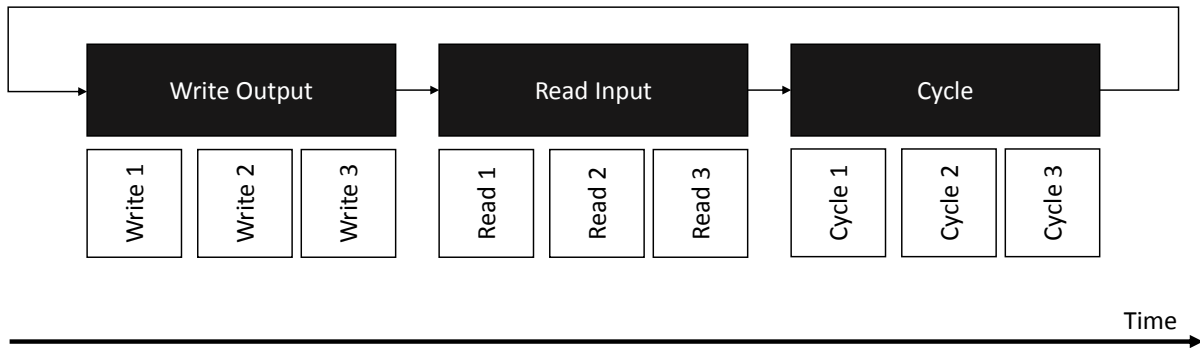 Write Output
Read Input
Cycle
Write 1
Write 2
Write 3
Read 1
Read 2
Read 3
Cycle 1
Cycle 2
Cycle 3
Time